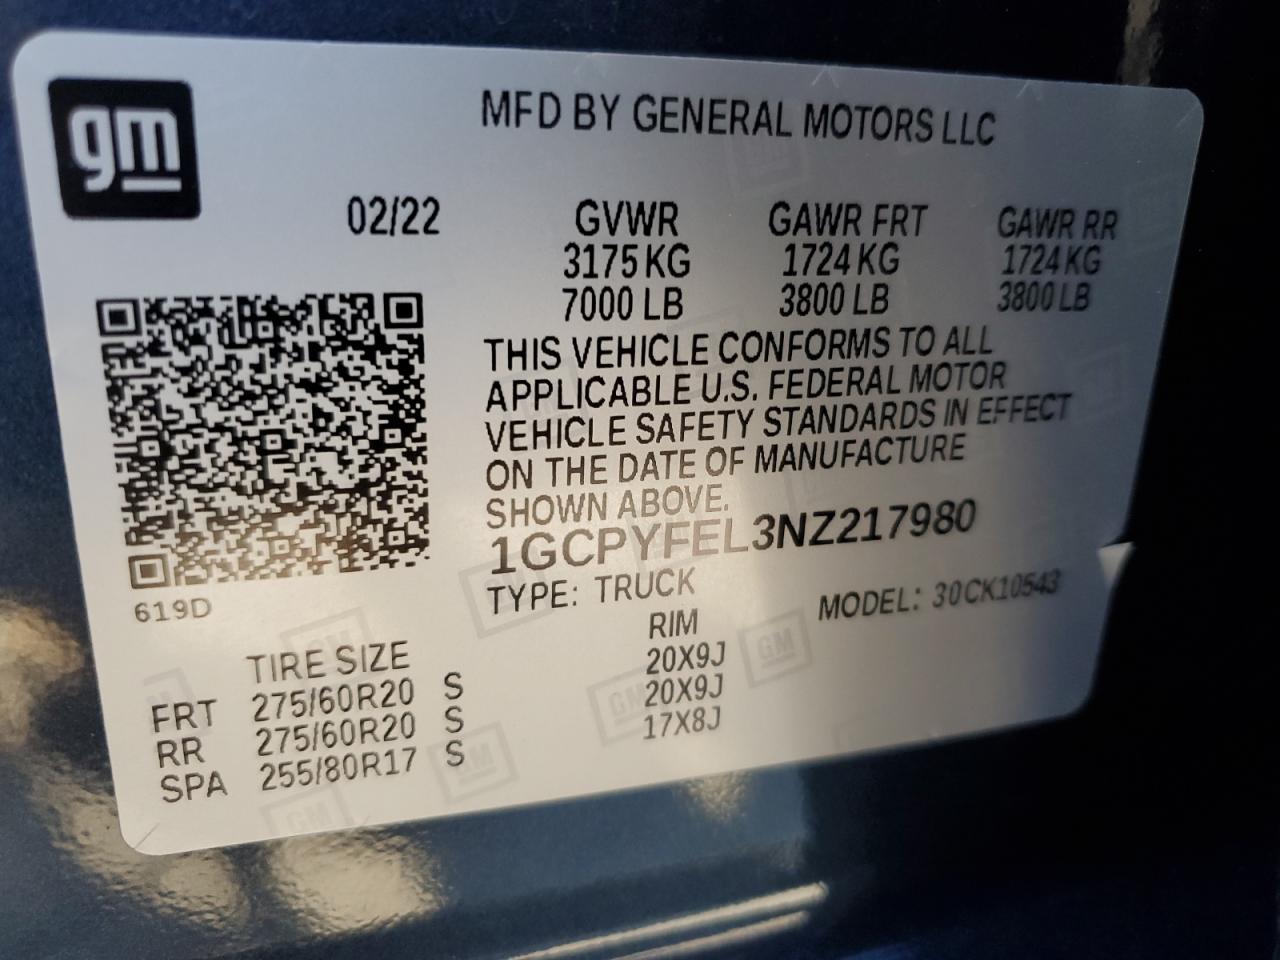 gm
MFD BY GENERAL MOTORS LLC
02/22 GVWR GAWR FRT GAWR RR
3175 KG 1724 KG 1724 KG
7000 LB 3800 LB 3800 LB
THIS VEHICLE CONFORMS TO ALL
APPLICABLE U.S. FEDERAL MOTOR
VEHICLE SAFETY STANDARDS IN EFFECT
ON THE DATE OF MANUFACTURE
SHOWN ABOVE.
1GCPYFEL3NZ217980
TYPE: TRUCK MODEL: 30CK10543
619D
TIRE SIZE RIM
FRT 275/60R20 S 20X9J
RR 275/60R20 S 20X9J
SPA 255/80R17 S 17X8J